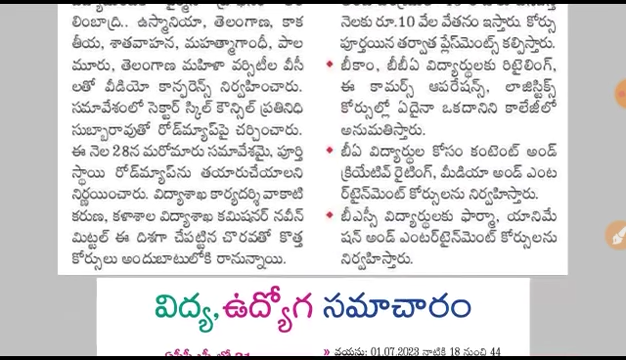 లింబాద్రి.. ఉస్మానియా, తెలంగాణ, కాక
తీయ, శాతవాహన, మహత్మాగాంధీ, పాల
మూరు, తెలంగాణ మహిళా వర్సిటీల వీసీ
లతో వీడియో కాన్ఫరెన్స్ నిర్వహించారు.
సమావేశంలో సెక్టార్ స్కిల్ కౌన్సిల్ ప్రతినిధి
సుబ్బారావుతో రోడ్‌మ్యాప్‌పై చర్చించారు.
ఈ నెల 28న మరోమారు సమావేశమై, పూర్తి
స్థాయి రోడ్‌మ్యాప్‌ను తయారుచేయాలని
నిర్ణయించారు. విద్యాశాఖ కార్యదర్శి వాకాటి
కరుణ, కళాశాల విద్యాశాఖ కమిషనర్ నవీన్
మిట్టల్ ఈ దిశగా చేపట్టిన చొరవతో కొత్త
కోర్సులు అందుబాటులోకి రానున్నాయి.
నెలకు రూ.10 వేల వేతనం ఇస్తారు. కోర్సు
పూర్తయిన తర్వాత ప్లేస్‌మెంట్స్ కల్పిస్తారు.
• బీకాం, బీబీఏ విద్యార్థులకు రిటైలింగ్,
ఈ కామర్స్ ఆపరేషన్స్, లాజిస్టిక్స్
కోర్సుల్లో ఏదైనా ఒకదానిని కాలేజీలో
అనుమతిస్తారు.
• బీఏ విద్యార్థుల కోసం కంటెంట్ అండ్
క్రియేటివ్ రైటింగ్, మీడియా అండ్ ఎంట
ర్‌టైన్‌మెంట్ కోర్సులను నిర్వహిస్తారు.
• బీఎస్సీ విద్యార్థులకు ఫార్మా, యానిమే
షన్ అండ్ ఎంటర్‌టైన్‌మెంట్ కోర్సులను
నిర్వహిస్తారు.
విద్య, ఉద్యోగ సమాచారం
» వయసు: 01.07.2023 నాటికి 18 నుంచి 44